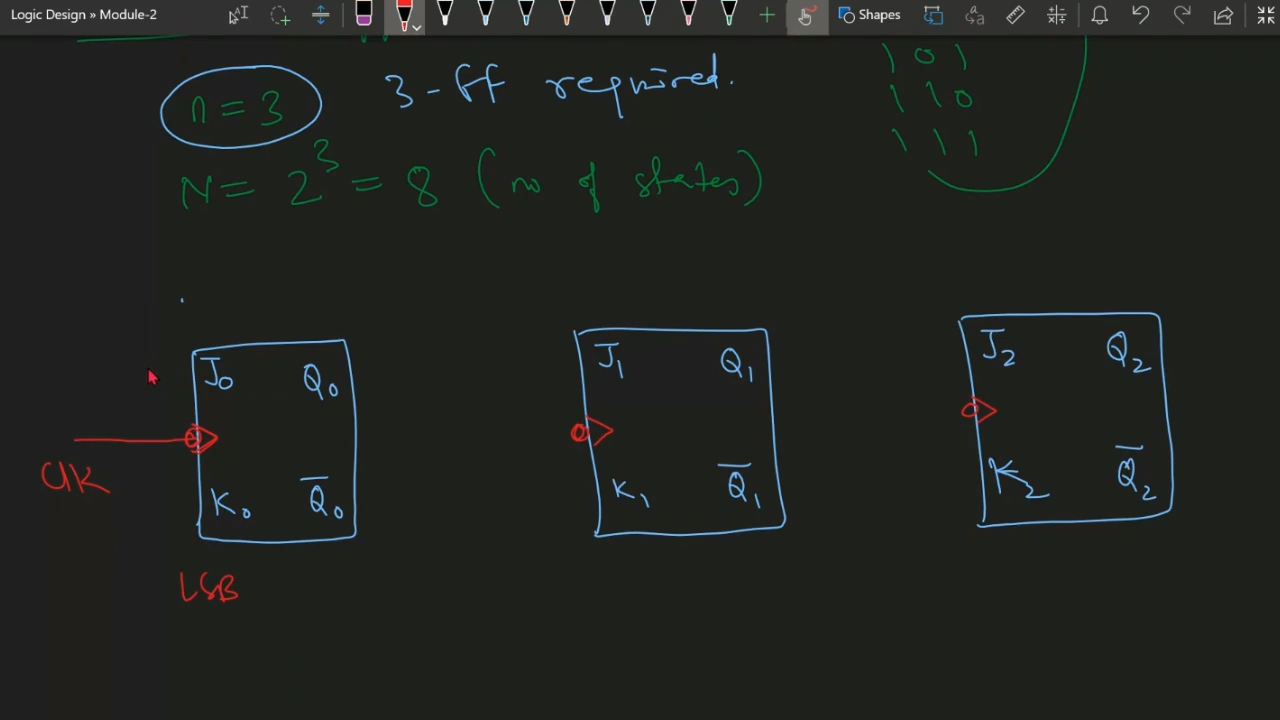 Logic Design » Module-2
Shapes
1 0 1
n = 3
3-ff required.
1 1 0
1 1 1
N = 2³ = 8 (no of states)
J₀ Q₀
J₁ Q₁
J₂ Q₂
CLK
K₀ Q̅₀
K₁ Q̅₁
K₂ Q̅₂
LSB